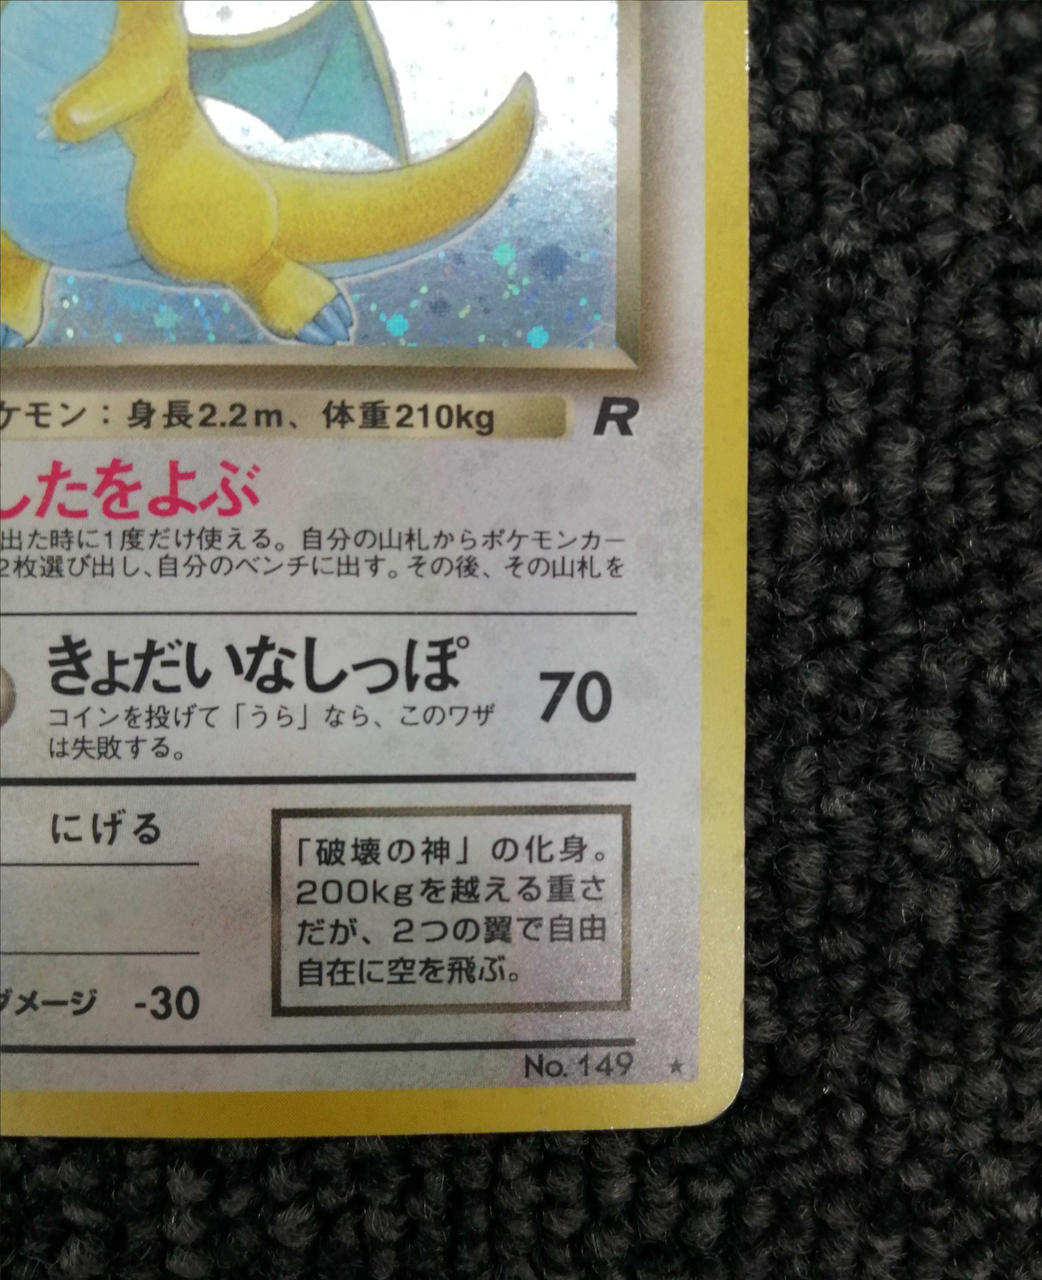 ケモン：身長2.2m、体重210kg
R
したをよぶ
出た時に1度だけ使える。自分の山札からポケモンカー
2枚選び出し、自分のベンチに出す。その後、その山札を
きょだいなしっぽ 70
コインを投げて「うら」なら、このワザ
は失敗する。
にげる
「破壊の神」の化身。
200kgを越える重さ
だが、2つの翼で自由
自在に空を飛ぶ。
ダメージ -30
No. 149 ★